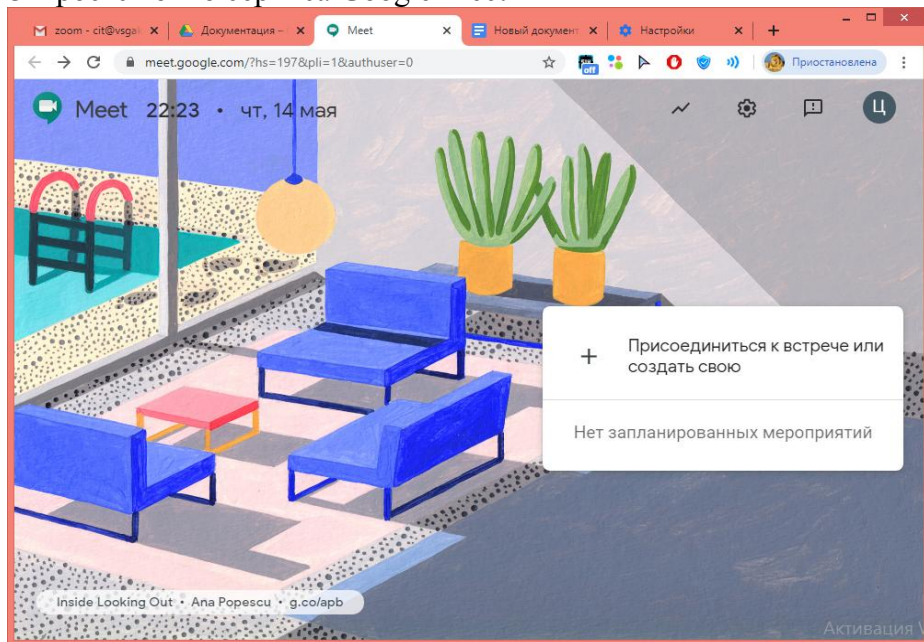 zoom - cit@vsga
Документация –
Meet
Новый документ
Настройки
meet.google.com/?hs=197&pli=1&authuser=0
off
Приостановлена
Meet 22:23 • чт, 14 мая
Ц
Присоединиться к встрече или
создать свою
Нет запланированных мероприятий
Inside Looking Out • Ana Popescu • g.co/apb
Активация